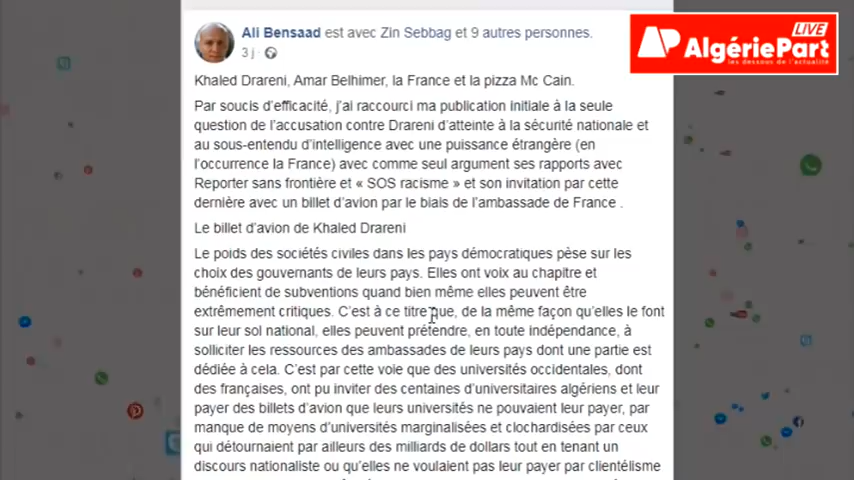 LIVE
AlgériePart
les dessous de l'actualité
Ali Bensaad est avec Zin Sebbag et 9 autres personnes.
3 j ·
Khaled Drareni, Amar Belhimer, la France et la pizza Mc Cain.
Par soucis d'efficacité, j'ai raccourci ma publication initiale à la seule
question de l'accusation contre Drareni d'atteinte à la sécurité nationale et
au sous-entendu d'intelligence avec une puissance étrangère (en
l'occurrence la France) avec comme seul argument ses rapports avec
Reporter sans frontière et « SOS racisme » et son invitation par cette
dernière avec un billet d'avion par le biais de l'ambassade de France .
Le billet d'avion de Khaled Drareni
Le poids des sociétés civiles dans les pays démocratiques pèse sur les
choix des gouvernants de leurs pays. Elles ont voix au chapitre et
bénéficient de subventions quand bien même elles peuvent être
extrêmement critiques. C'est à ce titre que, de la même façon qu'elles le font
sur leur sol national, elles peuvent prétendre, en toute indépendance, à
solliciter les ressources des ambassades de leurs pays dont une partie est
dédiée à cela. C'est par cette voie que des universités occidentales, dont
des françaises, ont pu inviter des centaines d'universitaires algériens et leur
payer des billets d'avion que leurs universités ne pouvaient leur payer, par
manque de moyens d'universités marginalisées et clochardisées par ceux
qui détournaient par ailleurs des milliards de dollars tout en tenant un
discours nationaliste ou qu'elles ne voulaient pas leur payer par clientélisme